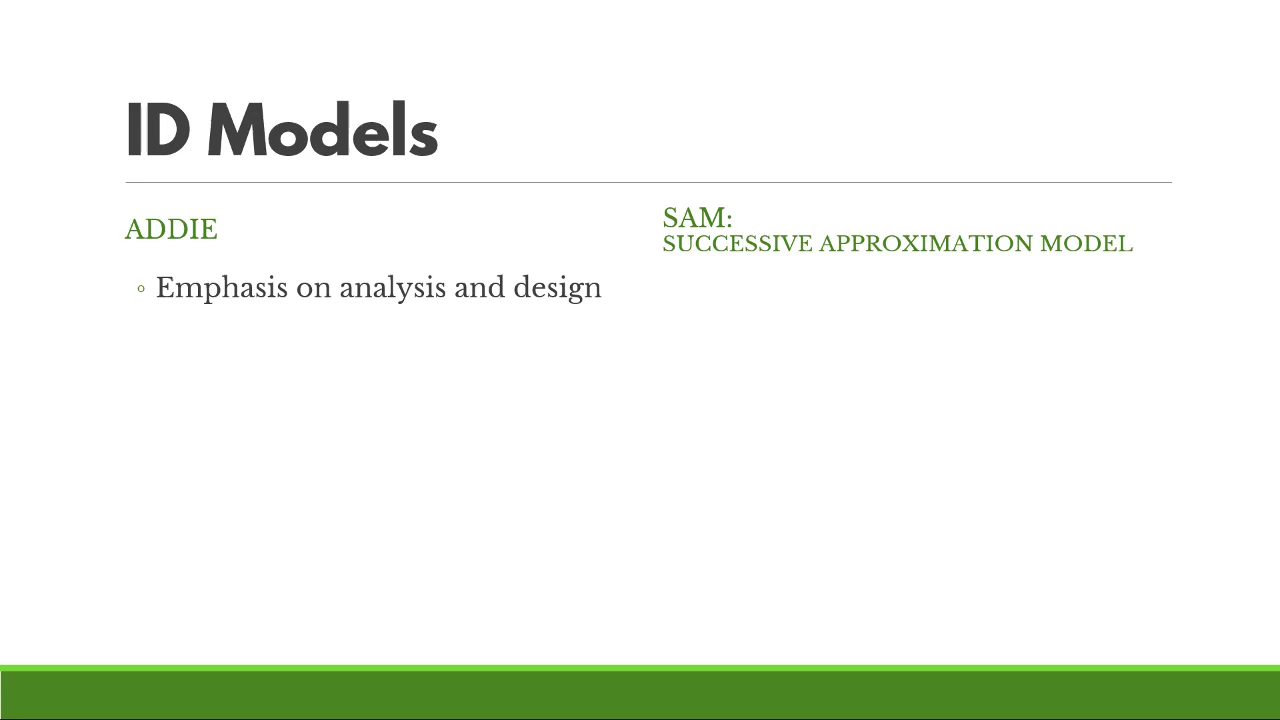 ID Models
ADDIE
◦ Emphasis on analysis and design
SAM:
SUCCESSIVE APPROXIMATION MODEL